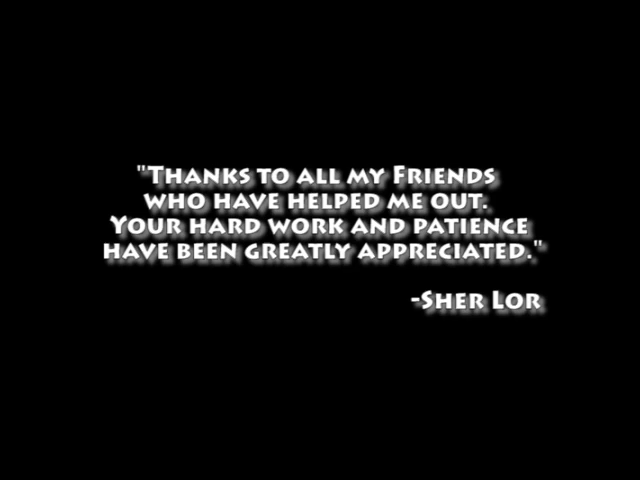 "Thanks to all my Friends
who have helped me out.
Your hard work and patience
have been greatly appreciated."
-Sher Lor